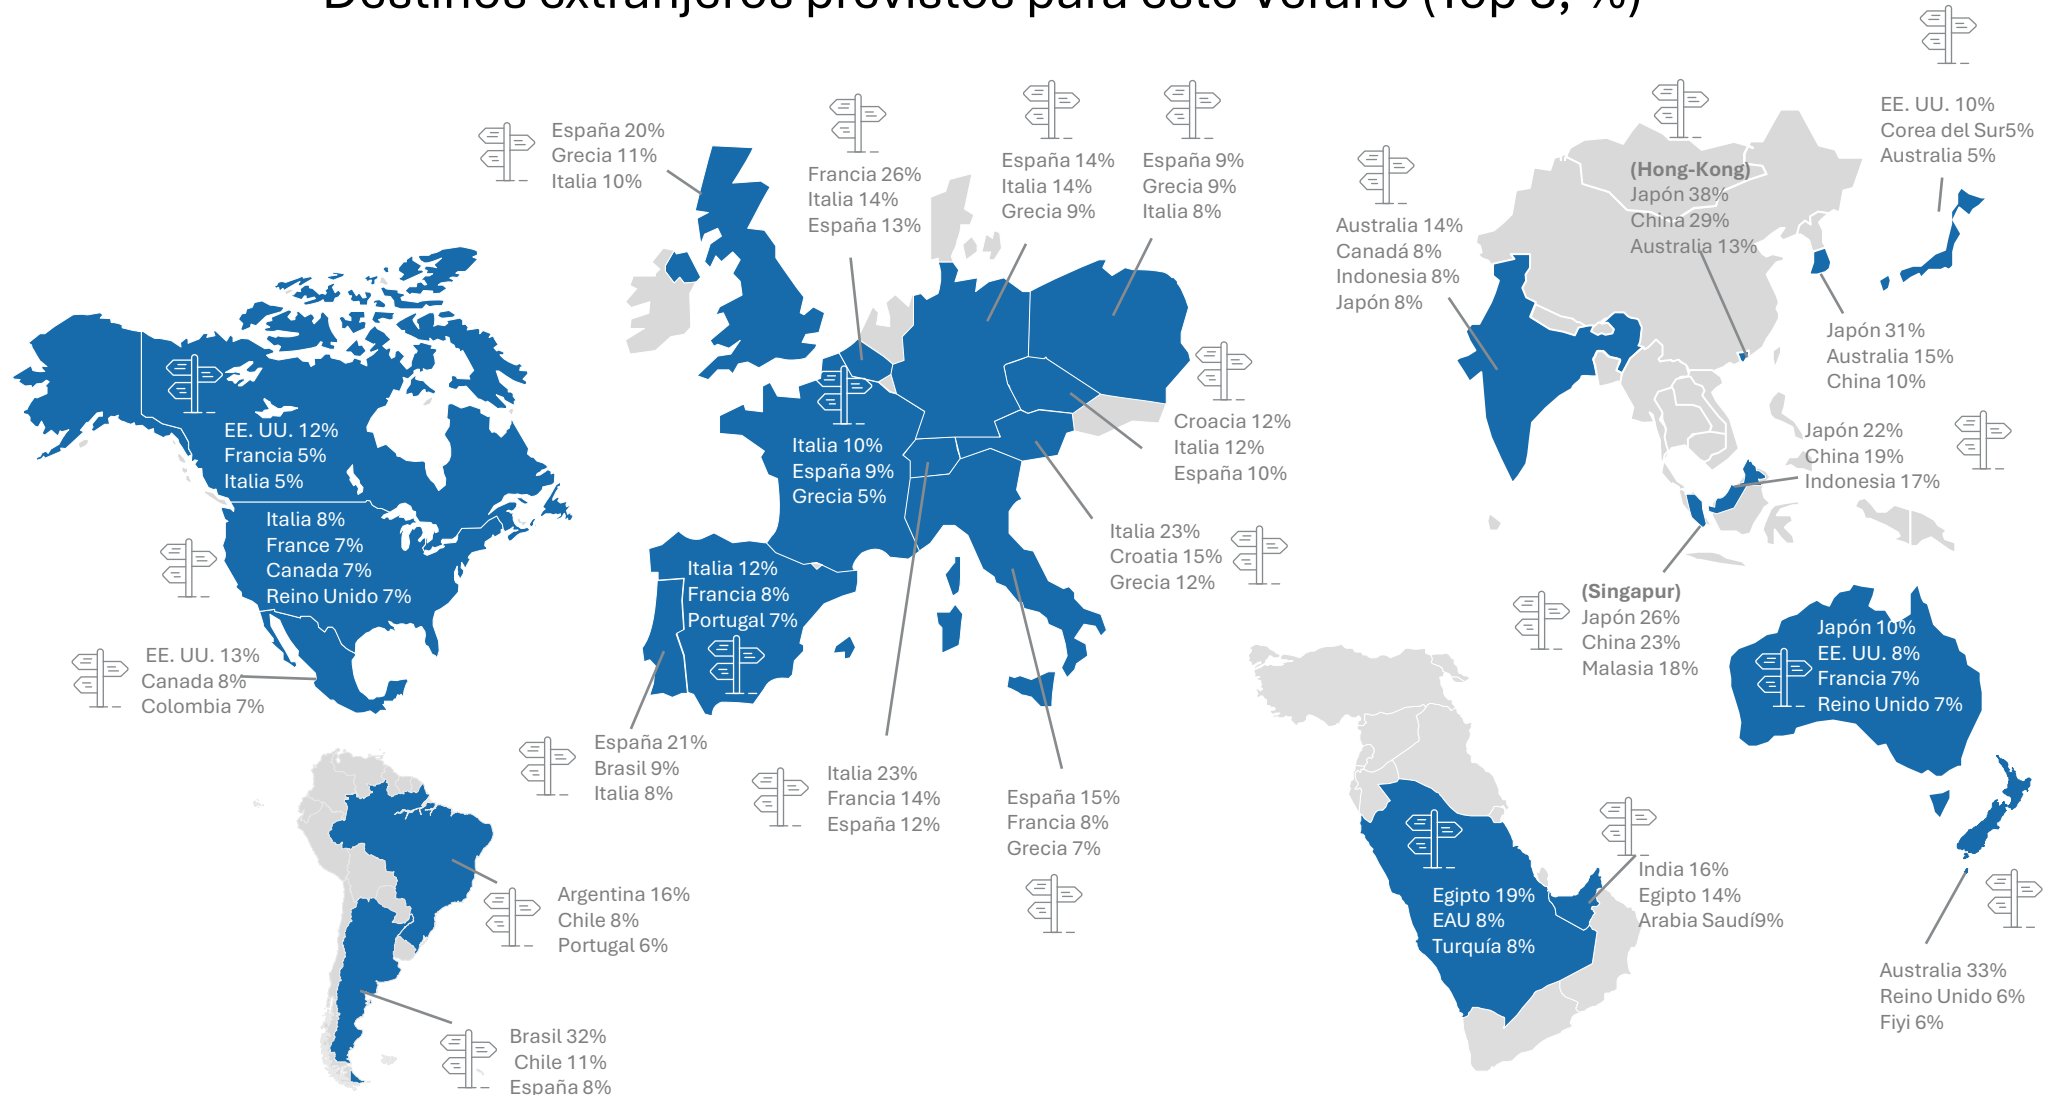 Destinos extranjeros previstos para este verano (Top 3, %)
España 20%
Grecia 11%
Italia 10%
Francia 26%
Italia 14%
España 13%
España 14%
Italia 14%
Grecia 9%
España 9%
Grecia 9%
Italia 8%
(Hong-Kong)
Japón 38%
China 29%
Australia 13%
EE. UU. 10%
Corea del Sur5%
Australia 5%
Australia 14%
Canadá 8%
Indonesia 8%
Japón 8%
Japón 31%
Australia 15%
China 10%
EE. UU. 12%
Francia 5%
Italia 5%
Italia 10%
España 9%
Grecia 5%
Croacia 12%
Italia 12%
España 10%
Japón 22%
China 19%
Indonesia 17%
Italia 8%
France 7%
Canada 7%
Reino Unido 7%
Italia 23%
Croatia 15%
Grecia 12%
Italia 12%
Francia 8%
Portugal 7%
(Singapur)
Japón 26%
China 23%
Malasia 18%
Japón 10%
EE. UU. 8%
Francia 7%
Reino Unido 7%
EE. UU. 13%
Canada 8%
Colombia 7%
España 21%
Brasil 9%
Italia 8%
Italia 23%
Francia 14%
España 12%
España 15%
Francia 8%
Grecia 7%
Argentina 16%
Chile 8%
Portugal 6%
Egipto 19%
EAU 8%
Turquía 8%
India 16%
Egipto 14%
Arabia Saudí9%
Australia 33%
Reino Unido 6%
Fiyi 6%
Brasil 32%
Chile 11%
España 8%